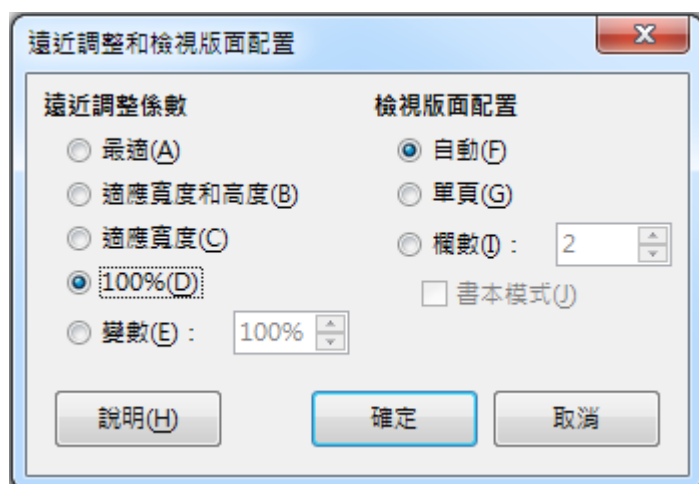 遠近調整和檢視版面配置
遠近調整係數
最適(A)
適應寬度和高度(B)
適應寬度(C)
100%(D)
變數(E)： 100%
檢視版面配置
自動(F)
單頁(G)
欄數(I)： 2
書本模式(J)
說明(H)
確定
取消